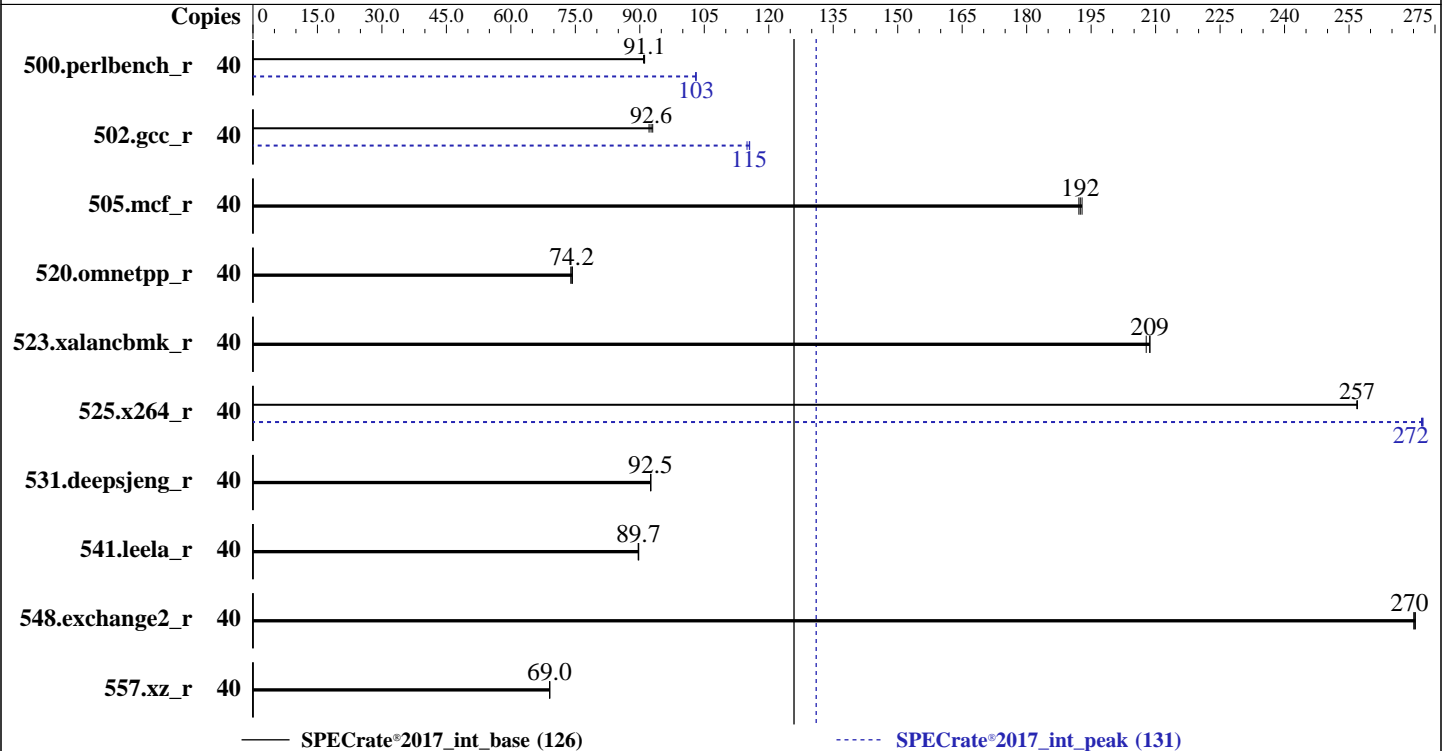 Copies 0 15.0 30.0 45.0 60.0 75.0 90.0 105 120 135 150 165 180 195 210 225 240 255 275
500.perlbench_r 40 91.1
103
502.gcc_r 40 92.6
115
505.mcf_r 40 192
520.omnetpp_r 40 74.2
523.xalancbmk_r 40 209
525.x264_r 40 257
272
531.deepsjeng_r 40 92.5
541.leela_r 40 89.7
548.exchange2_r 40 270
557.xz_r 40 69.0
SPECrate®2017_int_base (126) SPECrate®2017_int_peak (131)